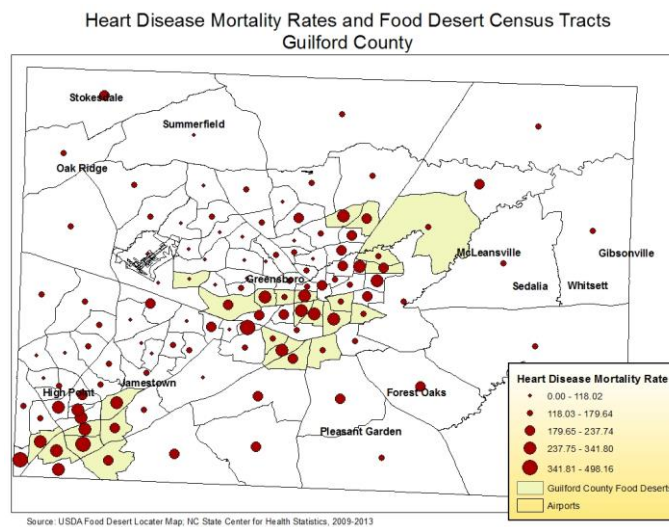 Heart Disease Mortality Rates and Food Desert Census Tracts
Guilford County
Stokesdale
Summerfield
Oak Ridge
McLeansville
Gibsonville
Greensboro
Sedalia
Whitsett
High Point
Jamestown
Forest Oaks
Pleasant Garden
Heart Disease Mortality Rate
0.00 - 118.02
118.03 - 179.64
179.65 - 237.74
237.75 - 341.80
341.81 - 498.16
Guilford County Food Deserts
Airports
Source: USDA Food Desert Locater Map; NC State Center for Health Statistics, 2009-2013